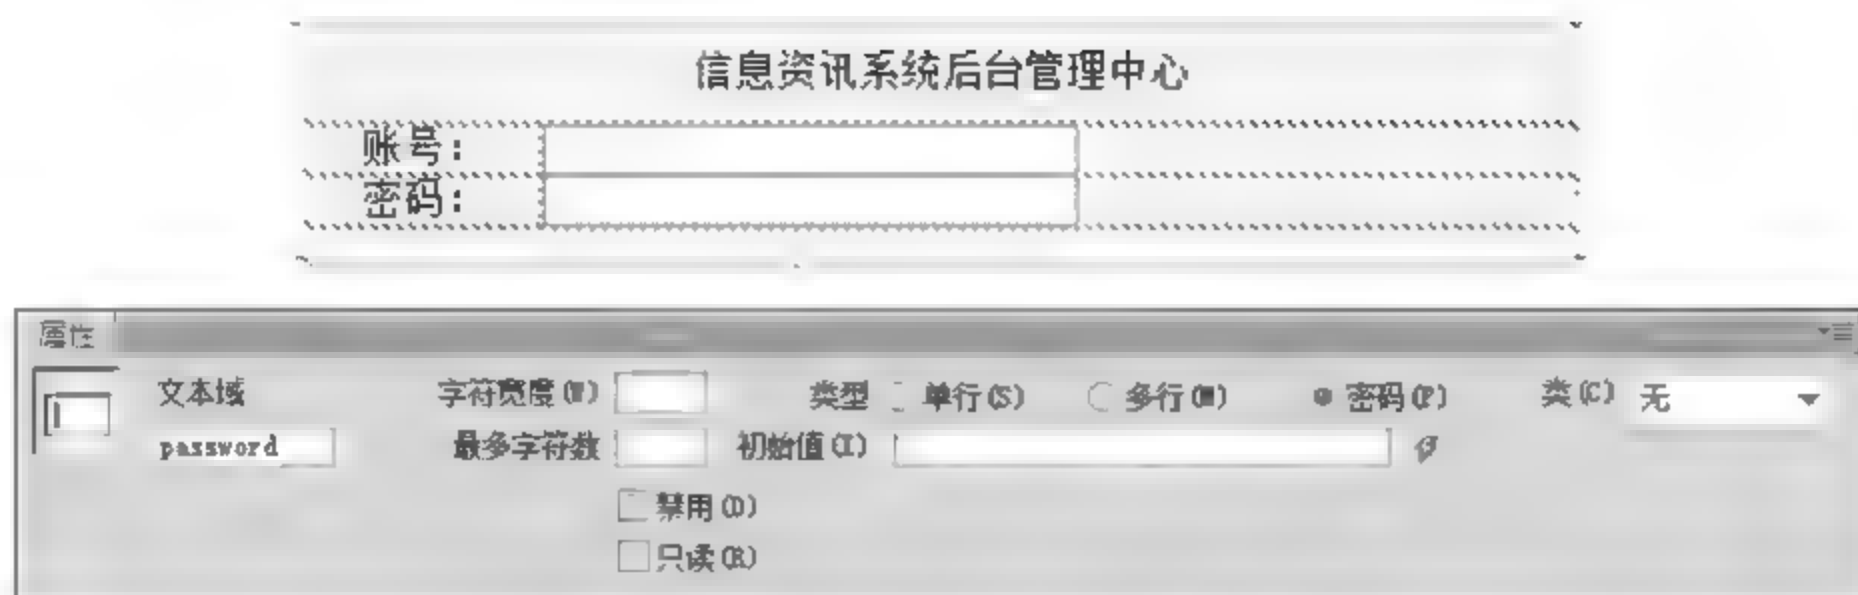 信息资讯系统后台管理中心
账号：
密码：
属性
文本域 字符宽度(W) 类型 单行(S) 多行(M) 密码(P) 类(C) 无
password 最多字符数 初始值(I)
禁用(D)
只读(R)